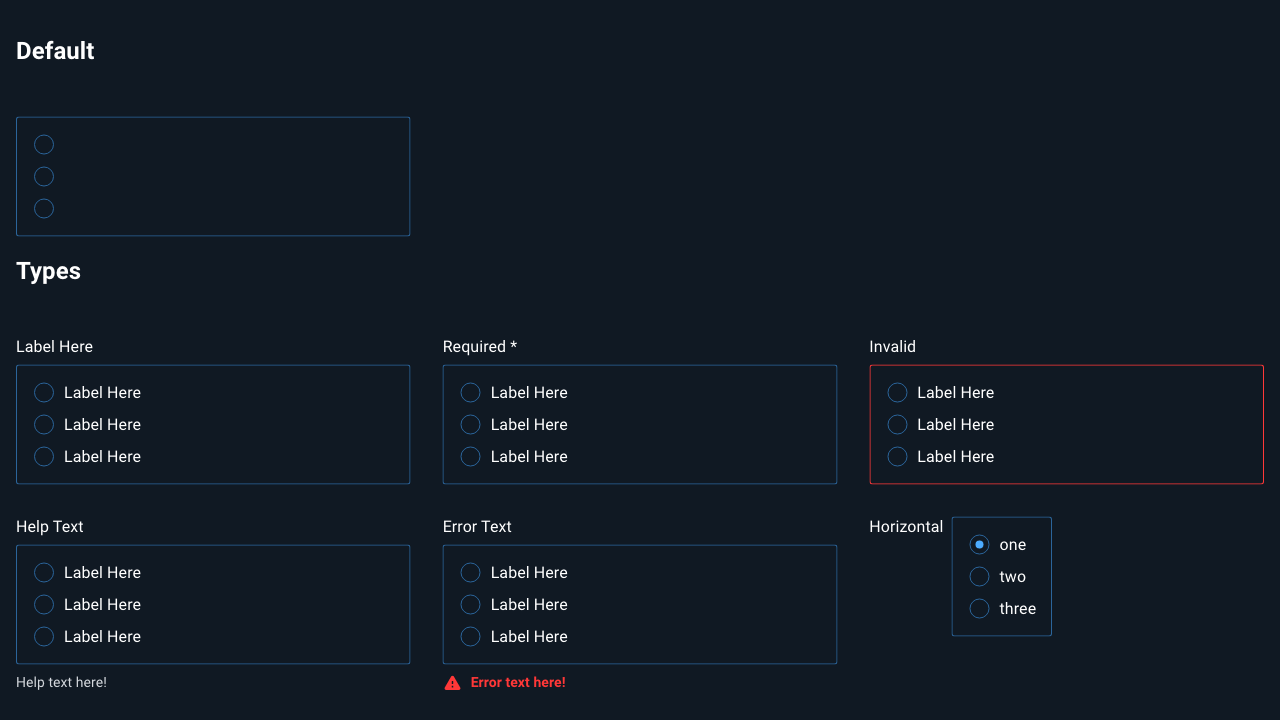 Default
Types
Label Here
Label Here
Label Here
Label Here
Required *
Label Here
Label Here
Label Here
Invalid
Label Here
Label Here
Label Here
Help Text
Label Here
Label Here
Label Here
Help text here!
Error Text
Label Here
Label Here
Label Here
Error text here!
Horizontal
one
two
three